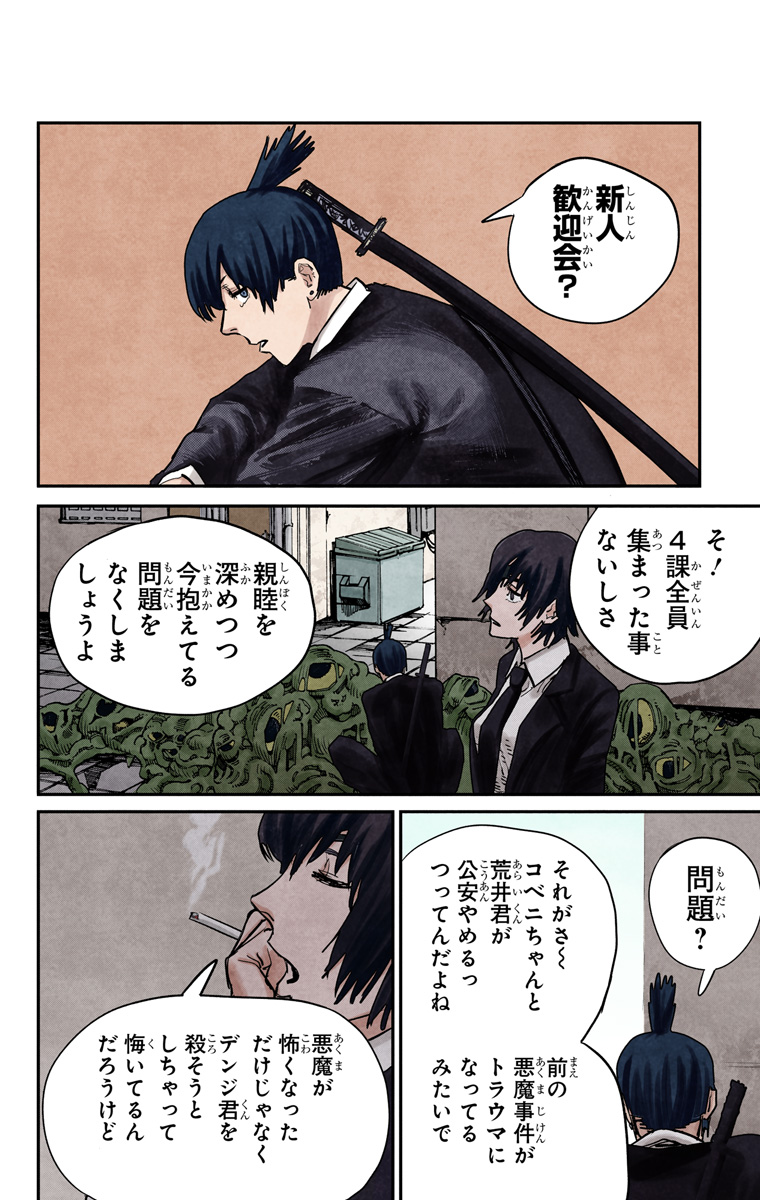 新人
歓迎会?
そ!
4課全員
集まった事
ないしさ
親睦を
深めつつ
今抱えてる
問題を
なくしま
しょうよ
問題?
それがさ〜
コベニちゃんと
荒井君が
公安やめるっ
つってんだよね
前の
悪魔事件が
トラウマに
なってる
みたいで
悪魔が
怖くなった
だけじゃなく
デンジ君を
殺そうと
しちゃって
悔いてるん
だろうけど